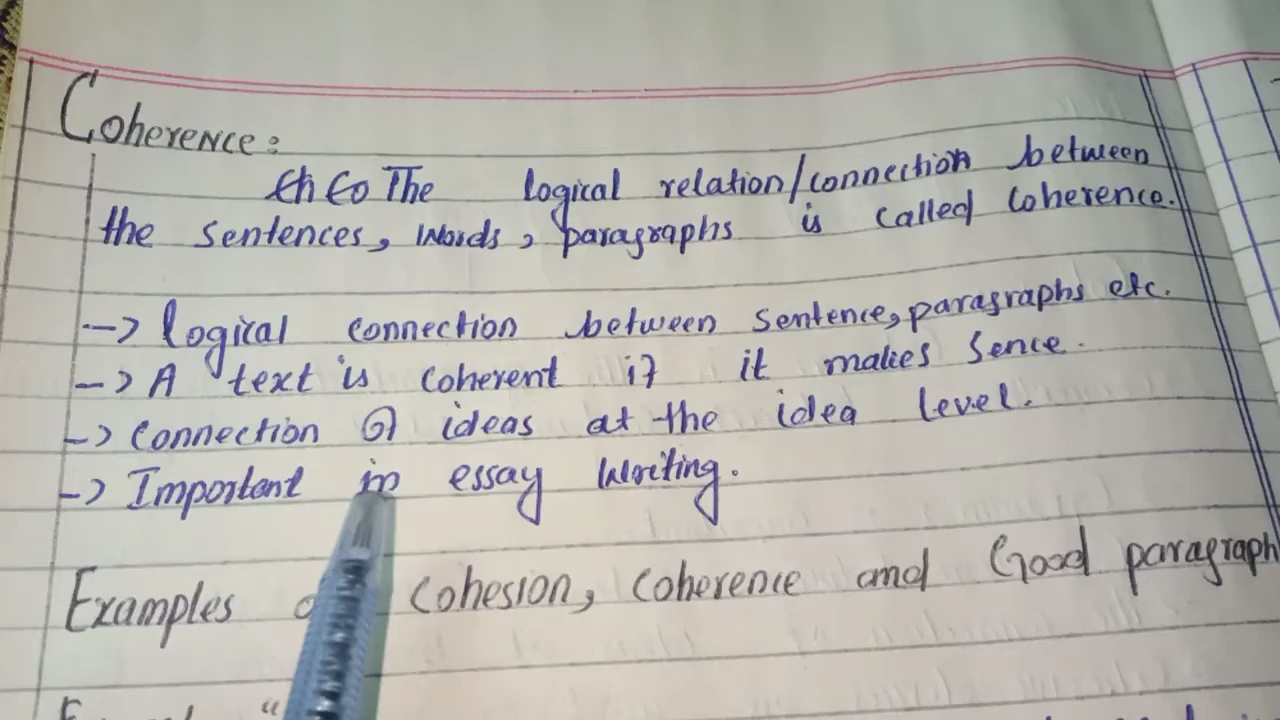 Coherence:
The logical relation/connection between
the sentences, words, paragraphs is called Coherence.
-> Logical connection between sentence, paragraphs etc.
-> A text is coherent if it makes sence.
-> Connection of ideas at the idea level.
-> Important in essay writing.
Examples Cohesion, Coherence and Good paragraph